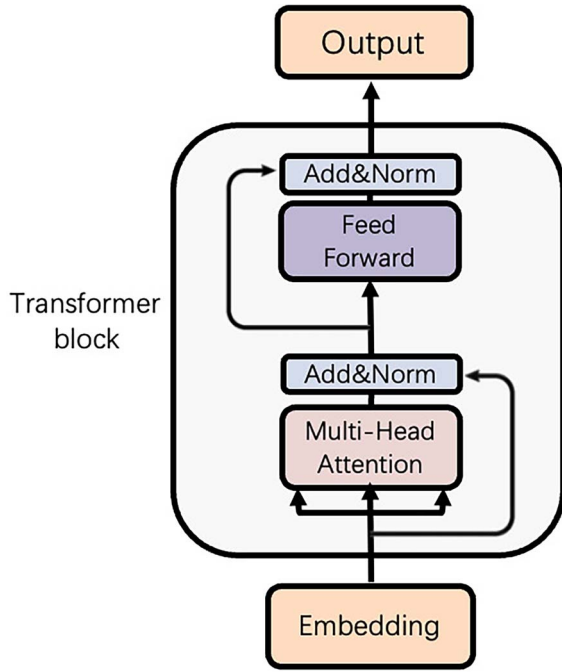 Output
Add&Norm
Feed
Forward
Transformer
block
Add&Norm
Multi-Head
Attention
Embedding